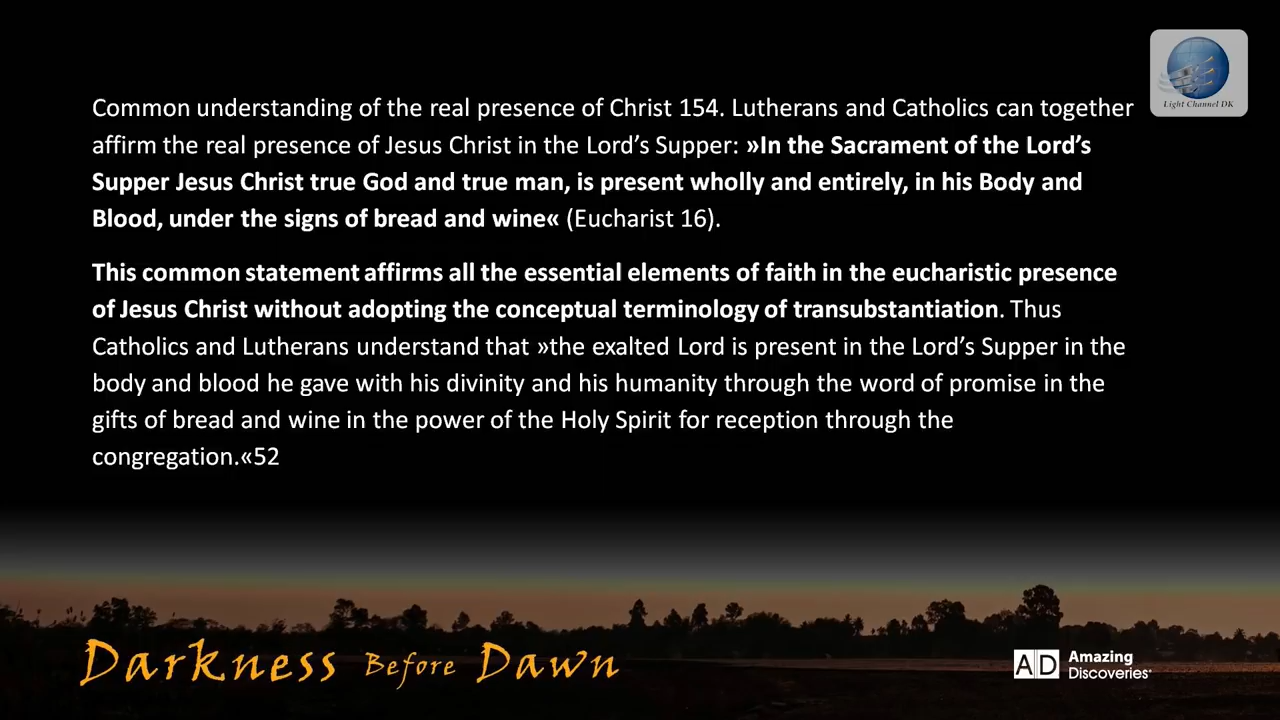 Light Channel DK
Common understanding of the real presence of Christ 154. Lutherans and Catholics can together
affirm the real presence of Jesus Christ in the Lord’s Supper: »In the Sacrament of the Lord’s
Supper Jesus Christ true God and true man, is present wholly and entirely, in his Body and
Blood, under the signs of bread and wine« (Eucharist 16).
This common statement affirms all the essential elements of faith in the eucharistic presence
of Jesus Christ without adopting the conceptual terminology of transubstantiation. Thus
Catholics and Lutherans understand that »the exalted Lord is present in the Lord’s Supper in the
body and blood he gave with his divinity and his humanity through the word of promise in the
gifts of bread and wine in the power of the Holy Spirit for reception through the
congregation.«52
Darkness Before Dawn
AD Amazing
Discoveries